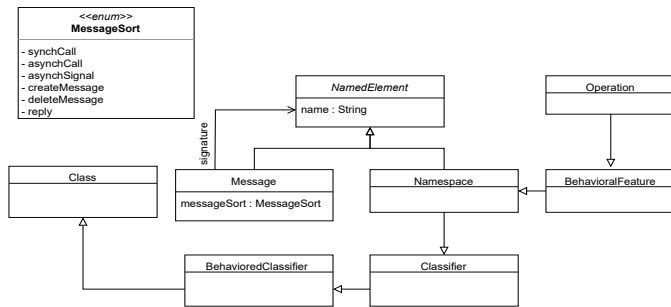 <<enum>>
MessageSort
- synchCall
- asynchCall
- asynchSignal
- createMessage
- deleteMessage
- reply
NamedElement
name : String
Operation
signature
Class
Message
messageSort : MessageSort
Namespace
BehavioralFeature
BehavioredClassifier
Classifier